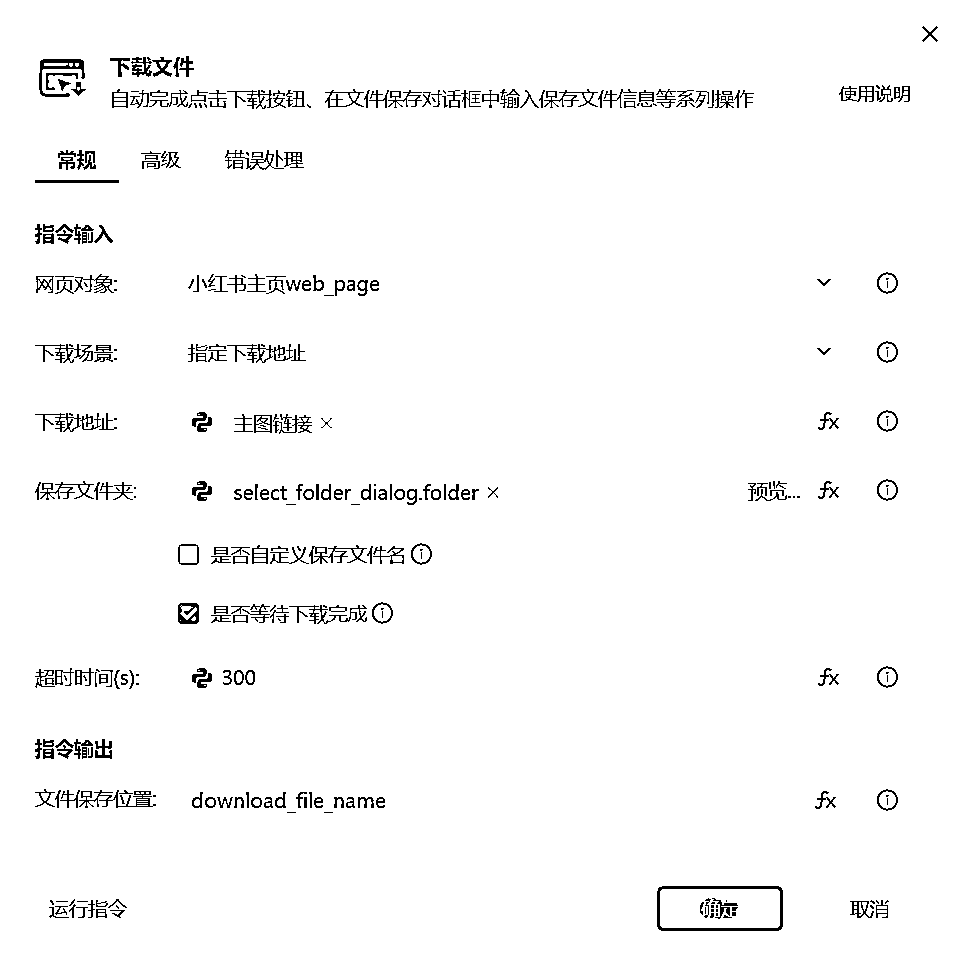 下载文件
自动完成点击下载按钮、在文件保存对话框中输入保存文件信息等系列操作
使用说明
常规 高级 错误处理
指令输入
网页对象: 小红书主页web_page
下载场景: 指定下载地址
下载地址: 主图链接 × fx
保存文件夹: select_folder_dialog.folder × 预览... fx
是否自定义保存文件名
是否等待下载完成
超时时间(s): 300 fx
指令输出
文件保存位置: download_file_name fx
运行指令 确定 取消